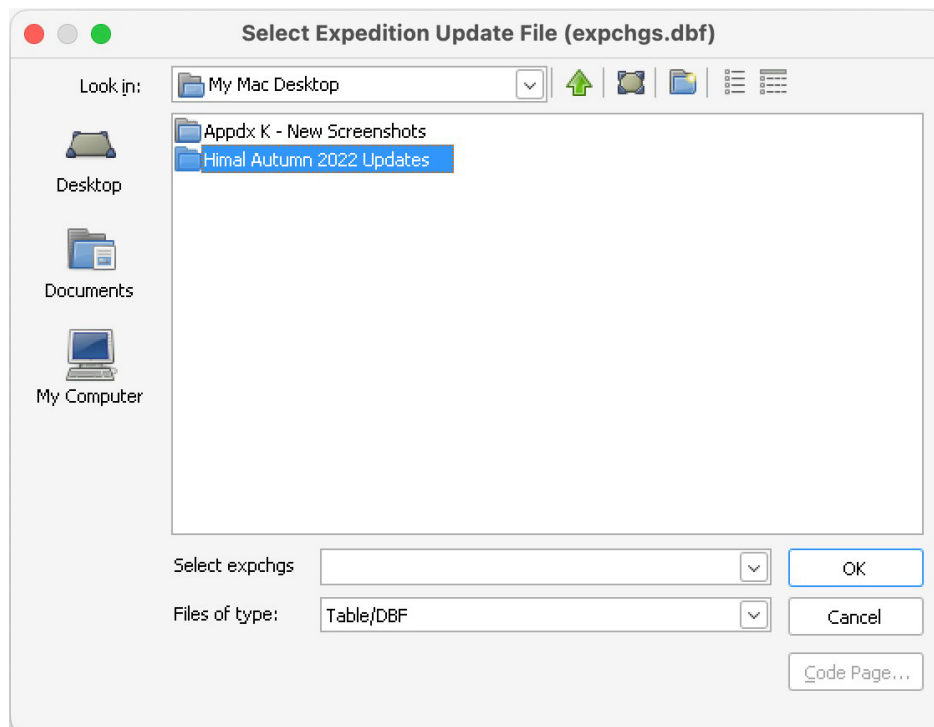 Select Expedition Update File (expchgs.dbf)
Look in:
My Mac Desktop
Appdx K - New Screenshots
Himal Autumn 2022 Updates
Desktop
Documents
My Computer
Select expchgs
OK
Files of type:
Table/DBF
Cancel
Code Page...